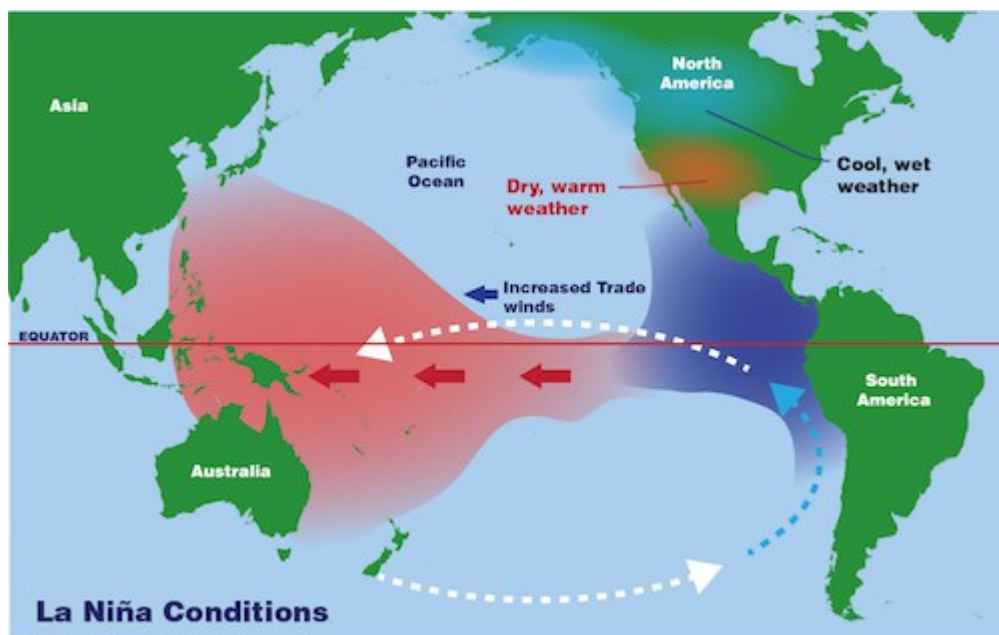 North
America
Asia
Pacific
Ocean
Cool, wet
weather
Dry, warm
weather
Increased Trade
winds
EQUATOR
South
America
Australia
La Niña Conditions